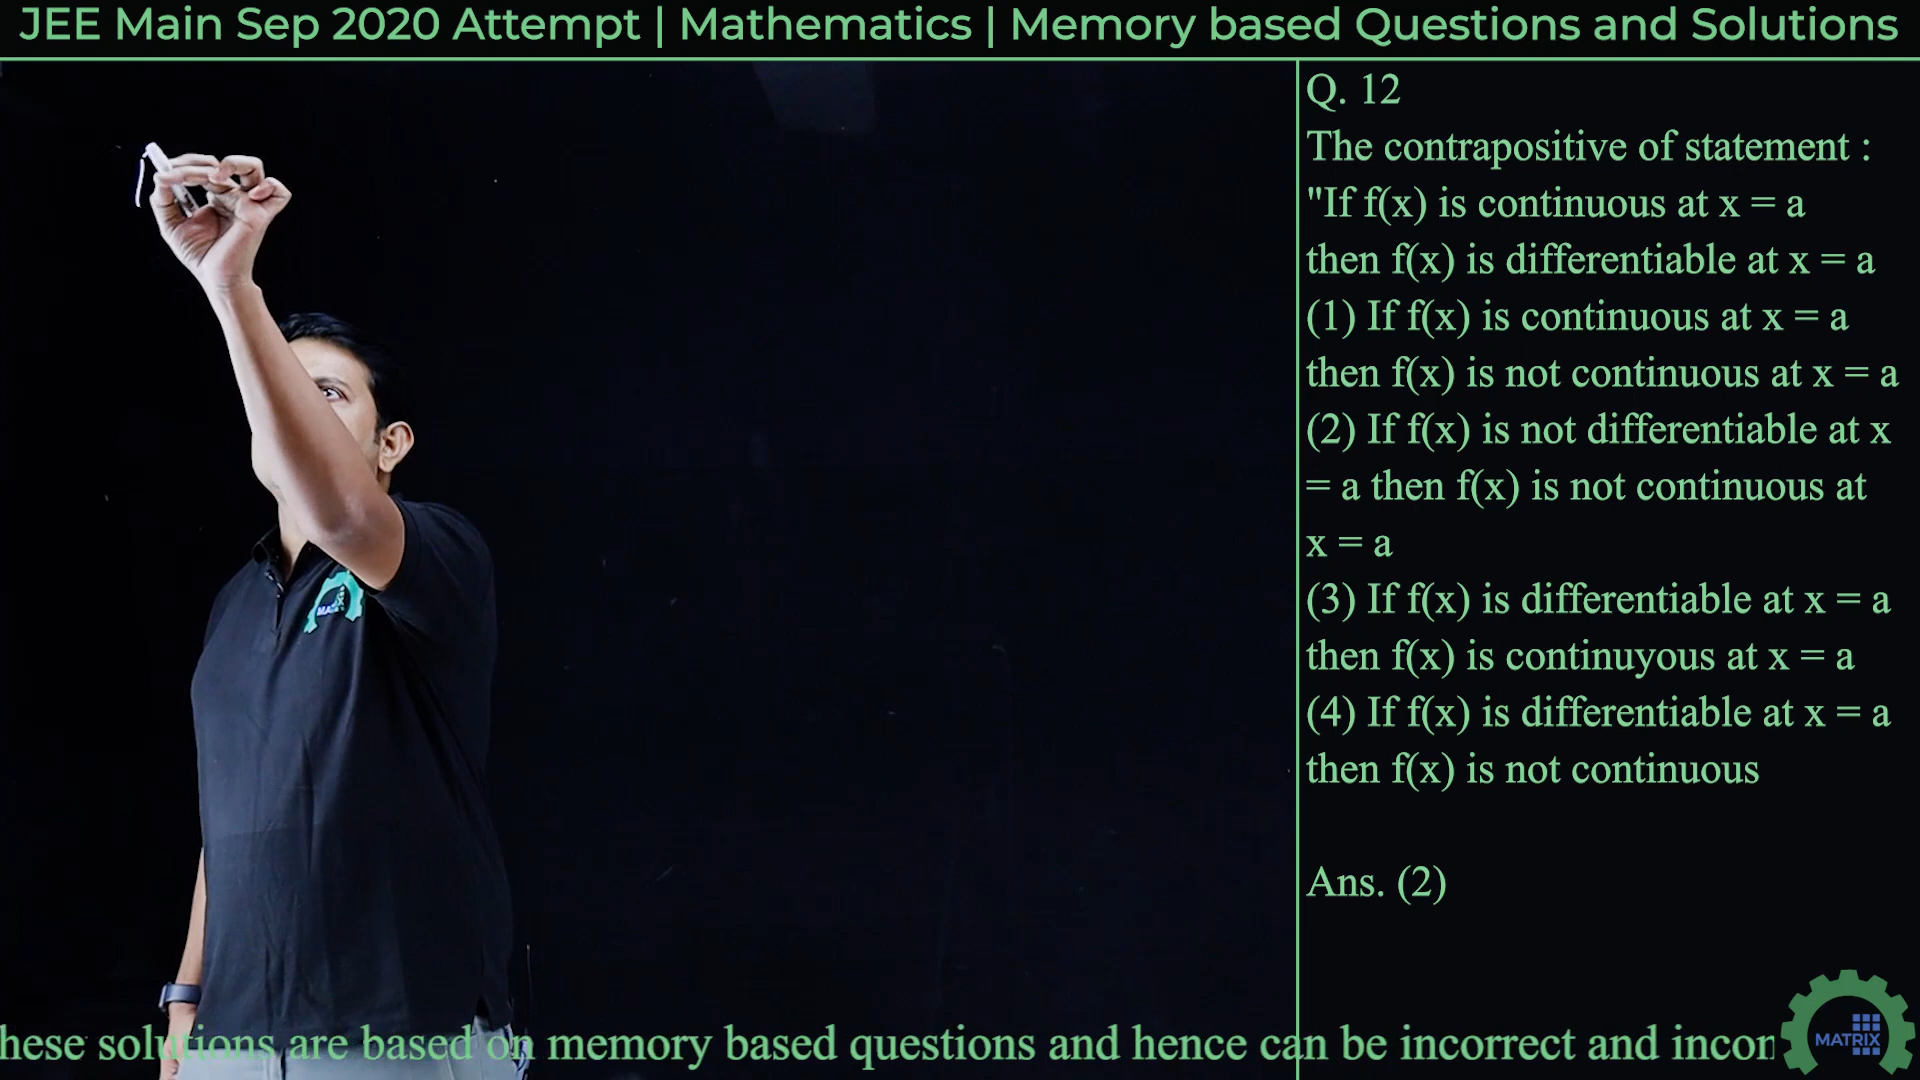 JEE Main Sep 2020 Attempt | Mathematics | Memory based Questions and Solutions
Q. 12
The contrapositive of statement :
"If f(x) is continuous at x = a
then f(x) is differentiable at x = a
(1) If f(x) is continuous at x = a
then f(x) is not continuous at x = a
(2) If f(x) is not differentiable at x
= a then f(x) is not continuous at
x = a
(3) If f(x) is differentiable at x = a
then f(x) is continuyous at x = a
(4) If f(x) is differentiable at x = a
then f(x) is not continuous
Ans. (2)
MATRIX
hese solutions are based on memory based questions and hence can be incorrect and incor
MATRIX